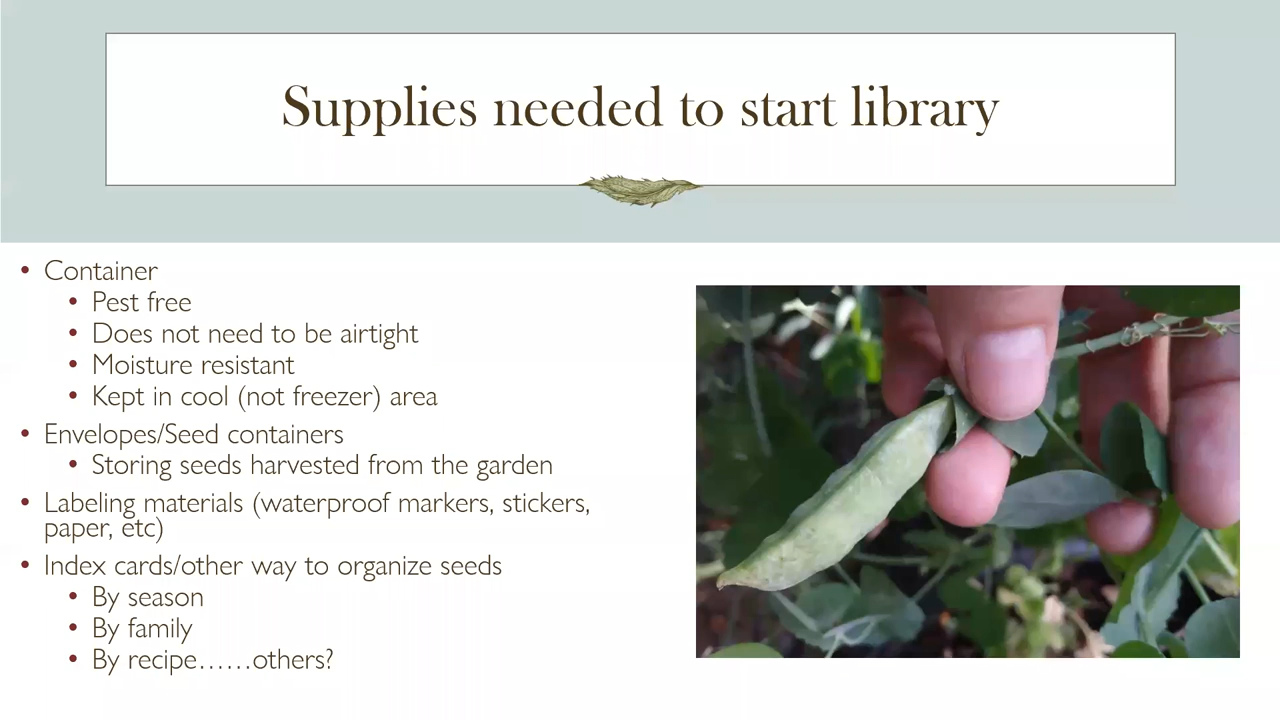 Supplies needed to start library
• Container
• Pest free
• Does not need to be airtight
• Moisture resistant
• Kept in cool (not freezer) area
• Envelopes/Seed containers
• Storing seeds harvested from the garden
• Labeling materials (waterproof markers, stickers,
paper, etc)
• Index cards/other way to organize seeds
• By season
• By family
• By recipe……others?